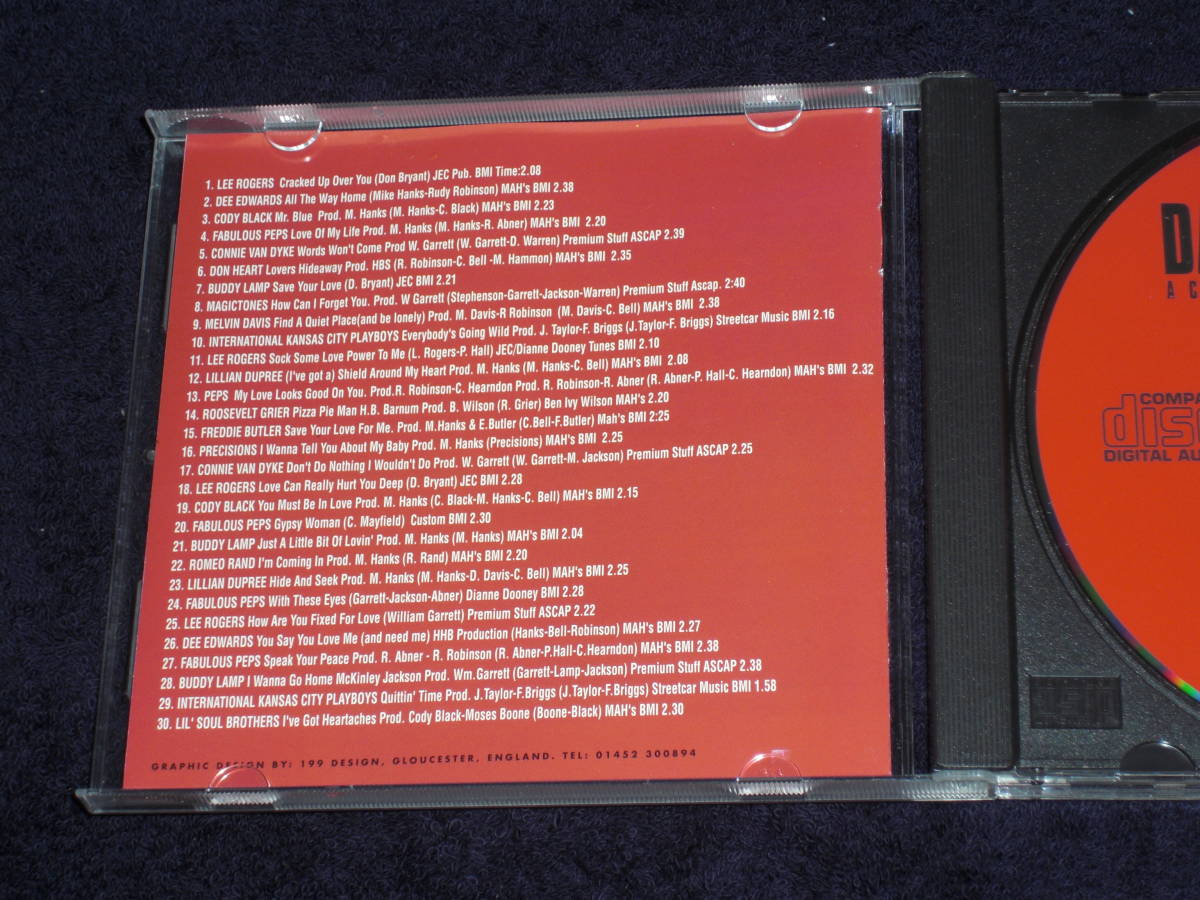 1. LEE ROGERS Cracked Up Over You (Don Bryant) JEC Pub. BMI Time:2.08
2. DEE EDWARDS All The Way Home (Mike Hanks-Rudy Robinson) MAH's BMI 2.38
3. CODY BLACK Mr. Blue Prod. M. Hanks (M. Hanks-C. Black) MAH's BMI 2.23
4. FABULOUS PEPS Love Of My Life Prod. M. Hanks (M. Hanks-R. Abner) MAH's BMI 2.20
5. CONNIE VAN DYKE Words Won't Come Prod W. Garrett (W. Garrett-D. Warren) Premium Stuff ASCAP 2.39
6. DON HEART Lovers Hideaway Prod. HBS (R. Robinson-C. Bell -M. Hammon) MAH's BMI 2.35
7. BUDDY LAMP Save Your Love (D. Bryant) JEC BMI 2.21
8. MAGICTONES How Can I Forget You. Prod. W Garrett (Stephenson-Garrett-Jackson-Warren) Premium Stuff Ascap. 2:40
9. MELVIN DAVIS Find A Quiet Place(and be lonely) Prod. M. Davis-R Robinson (M. Davis-C. Bell) MAH's BMI 2.38
10. INTERNATIONAL KANSAS CITY PLAYBOYS Everybody's Going Wild Prod. J. Taylor-F. Briggs (J.Taylor-F. Briggs) Streetcar Music BMI 2.16
11. LEE ROGERS Sock Some Love Power To Me (L. Rogers-P. Hall) JEC/Dianne Dooney Tunes BMI 2.10
12. LILLIAN DUPREE (I've got a) Shield Around My Heart Prod. M. Hanks (M. Hanks-C. Bell) MAH's BMI 2.08
13. PEPS My Love Looks Good On You. Prod.R. Robinson-C. Hearndon Prod. R. Robinson-R. Abner (R. Abner-P. Hall-C. Hearndon) MAH's BMI 2.32
14. ROOSEVELT GRIER Pizza Pie Man H.B. Barnum Prod. B. Wilson (R. Grier) Ben Ivy Wilson MAH's 2.20
15. FREDDIE BUTLER Save Your Love For Me. Prod. M.Hanks & E.Butler (C.Bell-F.Butler) Mah's BMI 2:25
16. PRECISIONS I Wanna Tell You About My Baby Prod. M. Hanks (Precisions) MAH's BMI 2.25
17. CONNIE VAN DYKE Don't Do Nothing I Wouldn't Do Prod. W. Garrett (W. Garrett-M. Jackson) Premium Stuff ASCAP 2.25
18. LEE ROGERS Love Can Really Hurt You Deep (D. Bryant) JEC BMI 2.28
19. CODY BLACK You Must Be In Love Prod. M. Hanks (C. Black-M. Hanks-C. Bell) MAH's BMI 2.15
20. FABULOUS PEPS Gypsy Woman (C. Mayfield) Custom BMI 2.30
21. BUDDY LAMP Just A Little Bit Of Lovin' Prod. M. Hanks (M. Hanks) MAH's BMI 2.04
22. ROMEO RAND I'm Coming In Prod. M. Hanks (R. Rand) MAH's BMI 2.20
23. LILLIAN DUPREE Hide And Seek Prod. M. Hanks (M. Hanks-D. Davis-C. Bell) MAH's BMI 2.25
24. FABULOUS PEPS With These Eyes (Garrett-Jackson-Abner) Dianne Dooney BMI 2.28
25. LEE ROGERS How Are You Fixed For Love (William Garrett) Premium Stuff ASCAP 2.22
26. DEE EDWARDS You Say You Love Me (and need me) HHB Production (Hanks-Bell-Robinson) MAH's BMI 2.27
27. FABULOUS PEPS Speak Your Peace Prod. R. Abner - R. Robinson (R. Abner-P.Hall-C.Hearndon) MAH's BMI 2.38
28. BUDDY LAMP I Wanna Go Home McKinley Jackson Prod. Wm.Garrett (Garrett-Lamp-Jackson) Premium Stuff ASCAP 2.38
29. INTERNATIONAL KANSAS CITY PLAYBOYS Quittin' Time Prod. J.Taylor-F.Briggs (J.Taylor-F.Briggs) Streetcar Music BMI 1.58
30. LIL' SOUL BROTHERS I've Got Heartaches Prod. Cody Black-Moses Boone (Boone-Black) MAH's BMI 2.30
GRAPHIC DESIGN BY: 199 DESIGN, GLOUCESTER, ENGLAND. TEL: 01452 300894
A C
COMPA
disc
DIGITAL AU